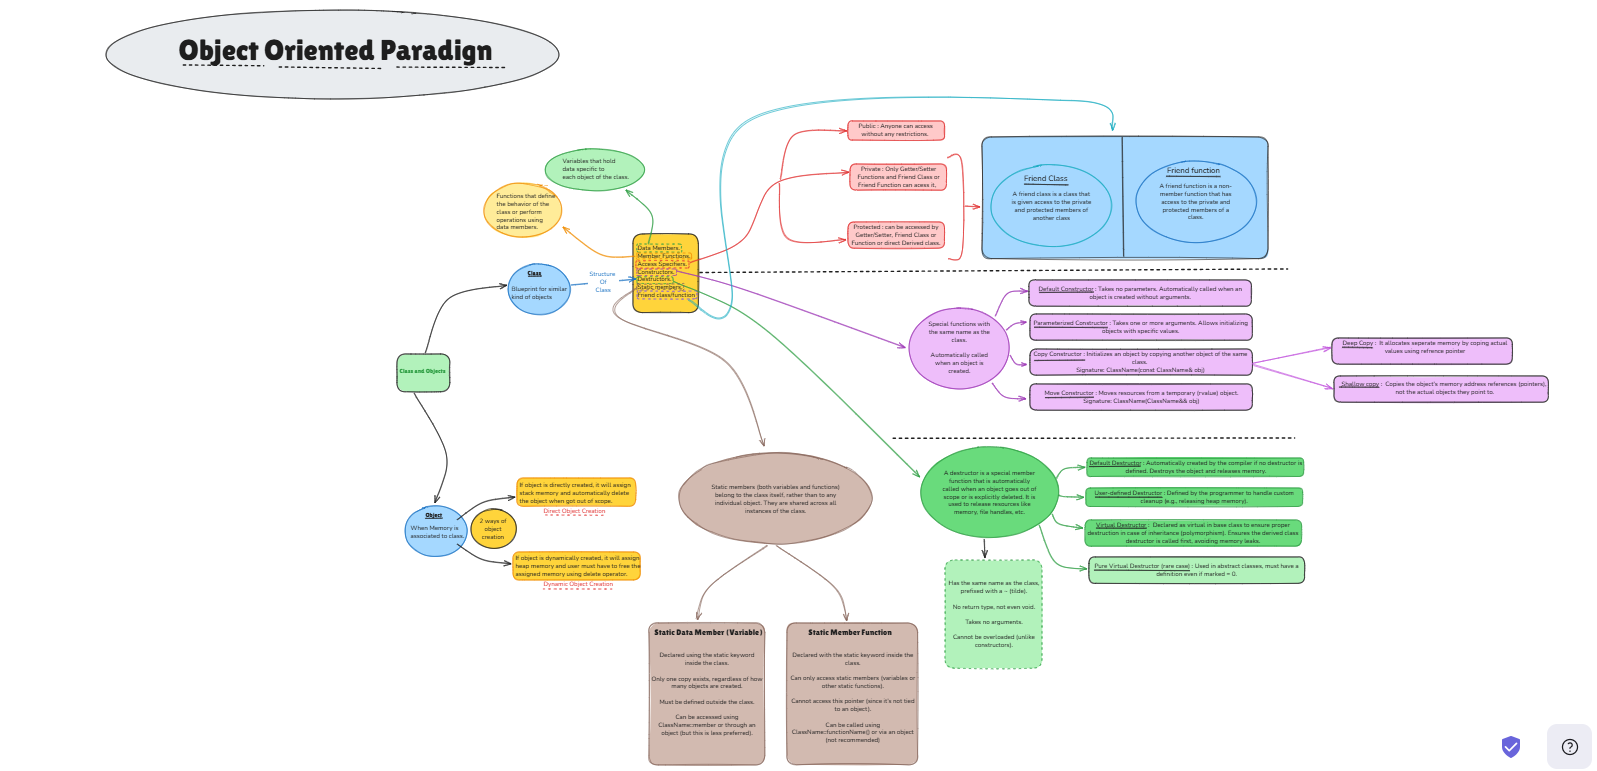 Object Oriented Paradign
Variables that hold
data specific to
each object of the class.
Functions that define
the behavior of the
class or perform
operations using
data members.
Class
Blueprint for similar
kind of objects
Structure
Of
Class
Data Members.
Member Functions.
Access Specifiers.
Constructors.
Destructors.
Static members.
Friend class/function
Public : Anyone can access
without any restrictions.
Private : Only Getter/Setter
Functions and Friend Class or
Friend Function can acess it.
Protected : can be accessed by
Getter/Setter, Friend Class or
Function or direct Derived class.
Friend Class
A friend class is a class that
is given access to the private
and protected members of
another class
Friend function
A friend function is a non-
member function that has
access to the private and
protected members of a
class.
Special functions with
the same name as the
class.
Automatically called
when an object is
created.
Default Constructor : Takes no parameters. Automatically called when an
object is created without arguments.
Parameterized Constructor : Takes one or more arguments. Allows initializing
objects with specific values.
Copy Constructor : Initializes an object by copying another object of the same
class.
Signature: ClassName(const ClassName& obj)
Move Constructor : Moves resources from a temporary (rvalue) object.
Signature: ClassName(ClassName&& obj)
Deep Copy : It allocates seperate memory by coping actual
values using refrence pointer
Shallow copy : Copies the object's memory address references (pointers),
not the actual objects they point to.
Class and Objects
Object
When Memory is
associated to class.
2 ways of
object
creation
If object is directly created, it will assign
stack memory and automatically delete
the object when got out of scope.
Direct Object Creation
If object is dynamically created, it will assign
heap memory and user must have to free the
assigned memory using delete operator.
Dynamic Object Creation
Static members (both variables and functions)
belong to the class itself, rather than to any
individual object. They are shared across all
instances of the class.
Static Data Member (Variable)
Declared using the static keyword
inside the class.
Only one copy exists, regardless of how
many objects are created.
Must be defined outside the class.
Can be accessed using
ClassName::member or through an
object (but this is less preferred).
Static Member Function
Declared with the static keyword inside the
class.
Can only access static members (variables or
other static functions).
Cannot access this pointer (since it's not tied
to an object).
Can be called using
ClassName::functionName() or via an object
(not recommended)
A destructor is a special member
function that is automatically
called when an object goes out of
scope or is explicitly deleted. It is
used to release resources like
memory, file handles, etc.
Default Destructor : Automatically created by the compiler if no destructor is
defined. Destroys the object and releases memory.
User-defined Destructor : Defined by the programmer to handle custom
cleanup (e.g., releasing heap memory).
Virtual Destructor : Declared as virtual in base class to ensure proper
destruction in case of inheritance (polymorphism). Ensures the derived class
destructor is called first, avoiding memory leaks.
Pure Virtual Destructor (rare case) : Used in abstract classes, must have a
definition even if marked = 0.
Has the same name as the class,
prefixed with a ~ (tilde).
No return type, not even void.
Takes no arguments.
Cannot be overloaded (unlike
constructors).